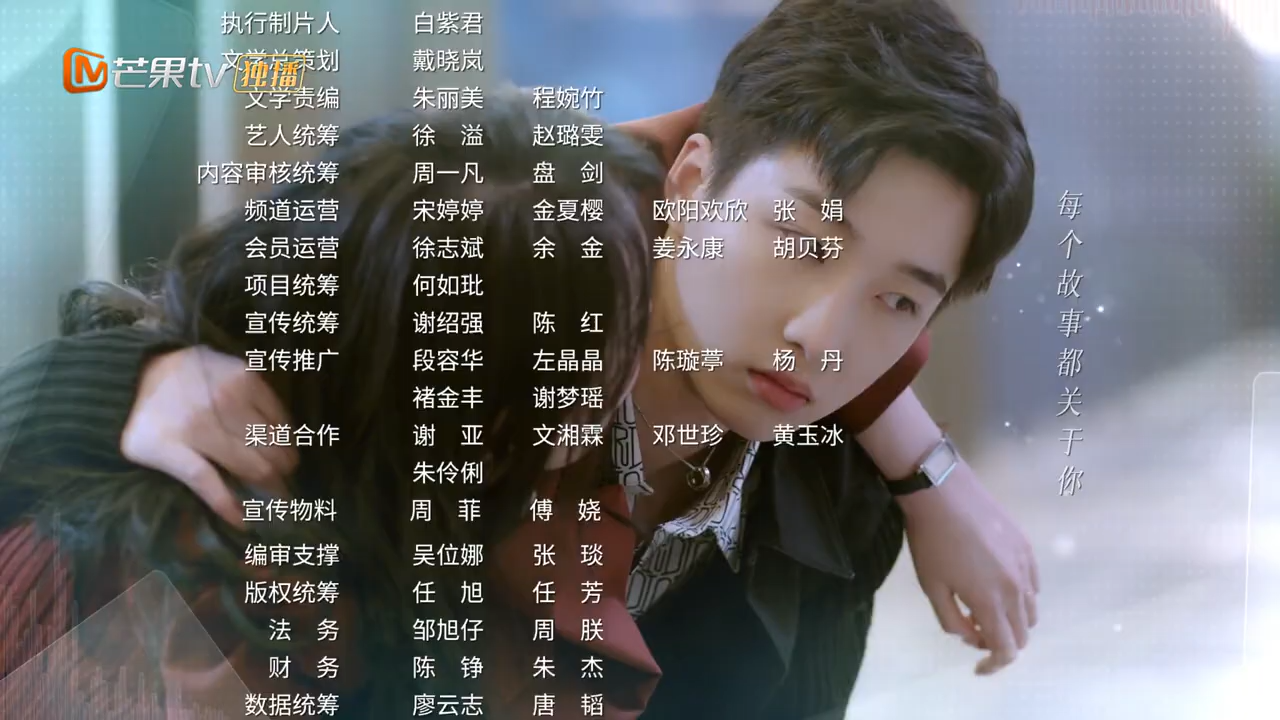 执行制片人 白紫君
文学总策划 戴晓岚
芒果tv 独播
文学责编 朱丽美 程婉竹
艺人统筹 徐 溢 赵璐雯
内容审核统筹 周一凡 盘 剑
频道运营 宋婷婷 金夏樱 欧阳欢欣 张 娟
会员运营 徐志斌 余 金 姜永康 胡贝芬
项目统筹 何如玭
宣传统筹 谢绍强 陈 红
宣传推广 段容华 左晶晶 陈璇葶 杨 丹
褚金丰 谢梦瑶
渠道合作 谢 亚 文湘霖 邓世珍 黄玉冰
朱伶俐
宣传物料 周 菲 傅 娆
编审支撑 吴位娜 张 琰
版权统筹 任 旭 任 芳
法 务 邹旭仔 周 朕
财 务 陈 铮 朱 杰
数据统筹 廖云志 唐 韬
每个故事都关于你